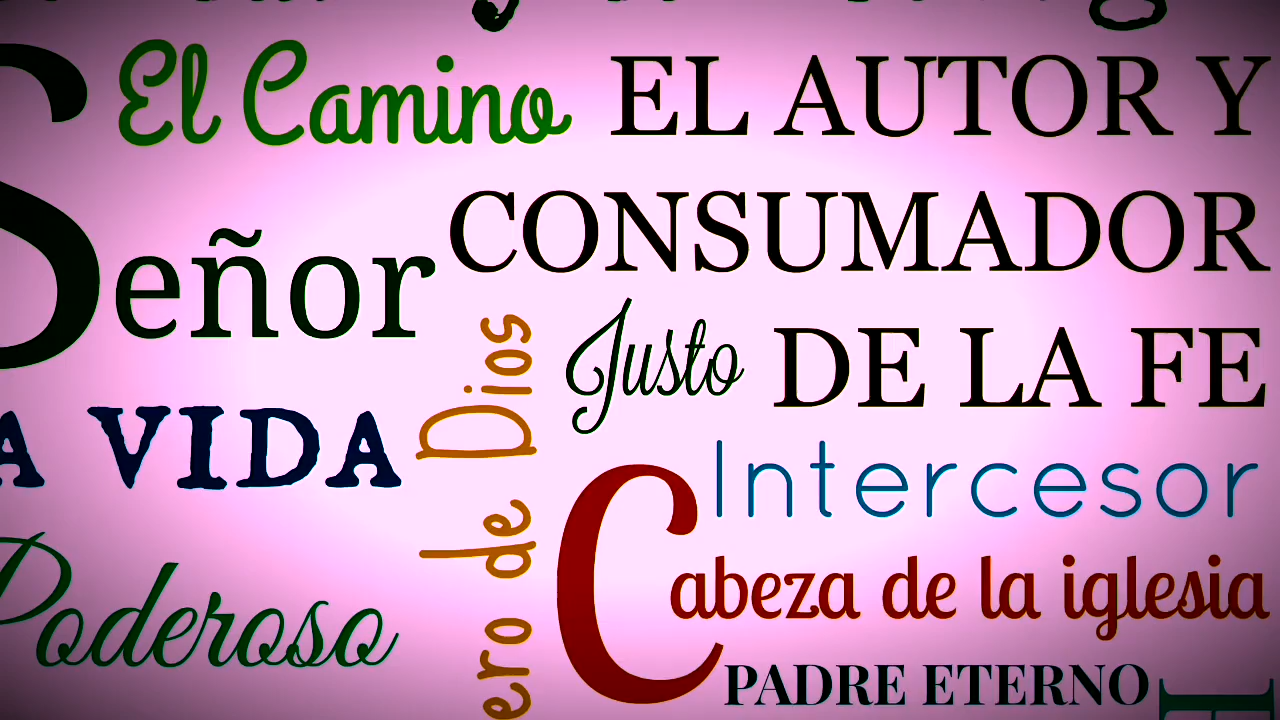 El Camino
EL AUTOR Y
CONSUMADOR
DE LA FE
Señor
Justo
VIDA
de Dios
Intercesor
Poderoso
Cabeza de la iglesia
PADRE ETERNO